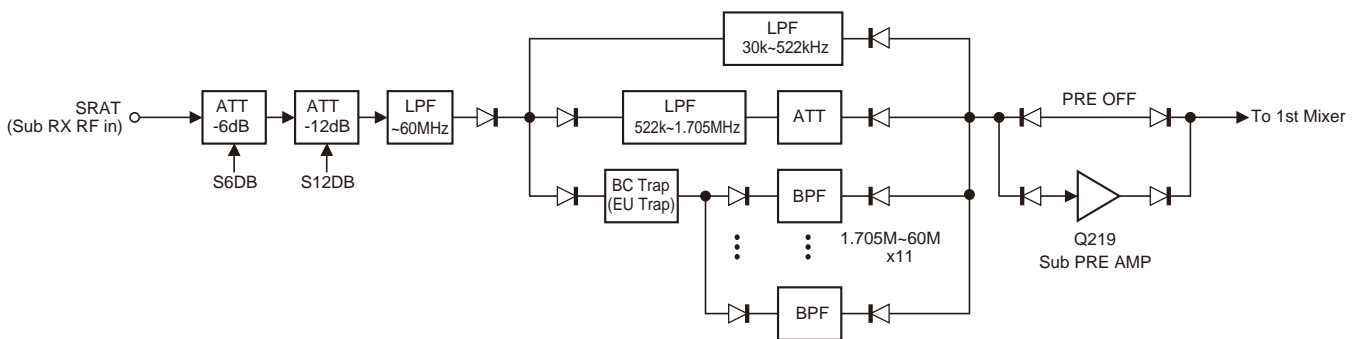 LPF
30k~522kHz
SRAT
(Sub RX RF in)
ATT
-6dB
ATT
-12dB
LPF
~60MHz
LPF
522k~1.705MHz
ATT
PRE OFF
To 1st Mixer
S6DB
S12DB
BC Trap
(EU Trap)
BPF
1.705M~60M
x11
Q219
Sub PRE AMP
BPF